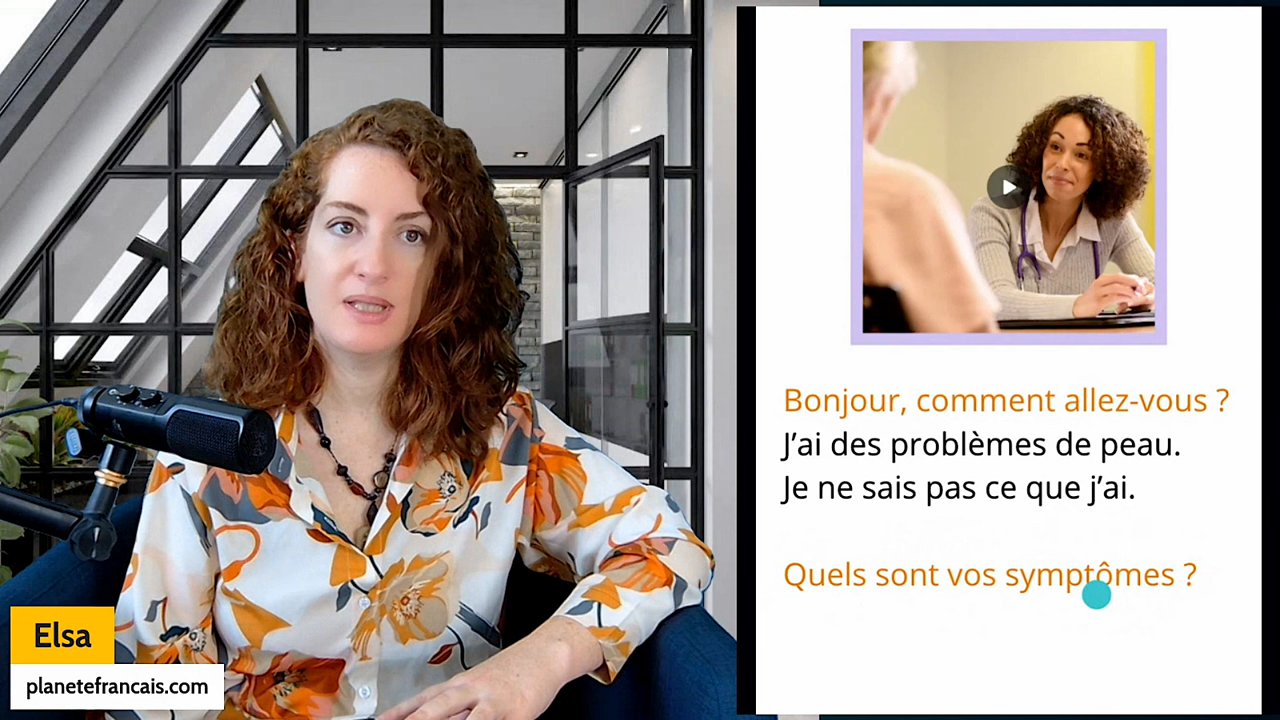 Bonjour, comment allez-vous ?
J'ai des problèmes de peau.
Je ne sais pas ce que j'ai.
Quels sont vos symptômes ?
Elsa
planetefrancais.com